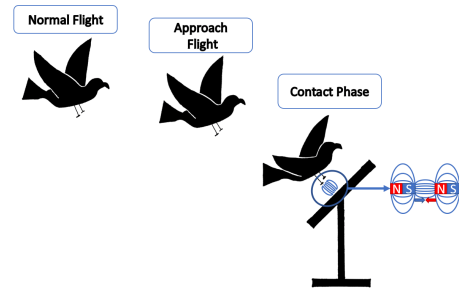 Normal Flight
Approach
Flight
Contact Phase
N S N S